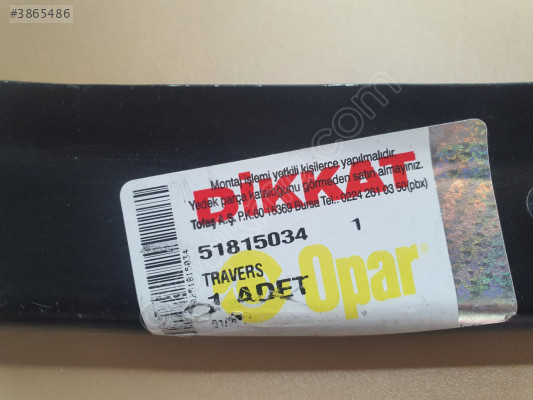 #3865486
DİKKAT
Montaj işlemi yetkili kişilerce yapılmalıdır.
Yedek parça kataloğunu görmeden satın almayınız.
Tofaş A.Ş. P.K.60 16369 Bursa Tel.: 0224 261 03 50(pbx)
51815034 1
TRAVERS
1 ADET
Opar